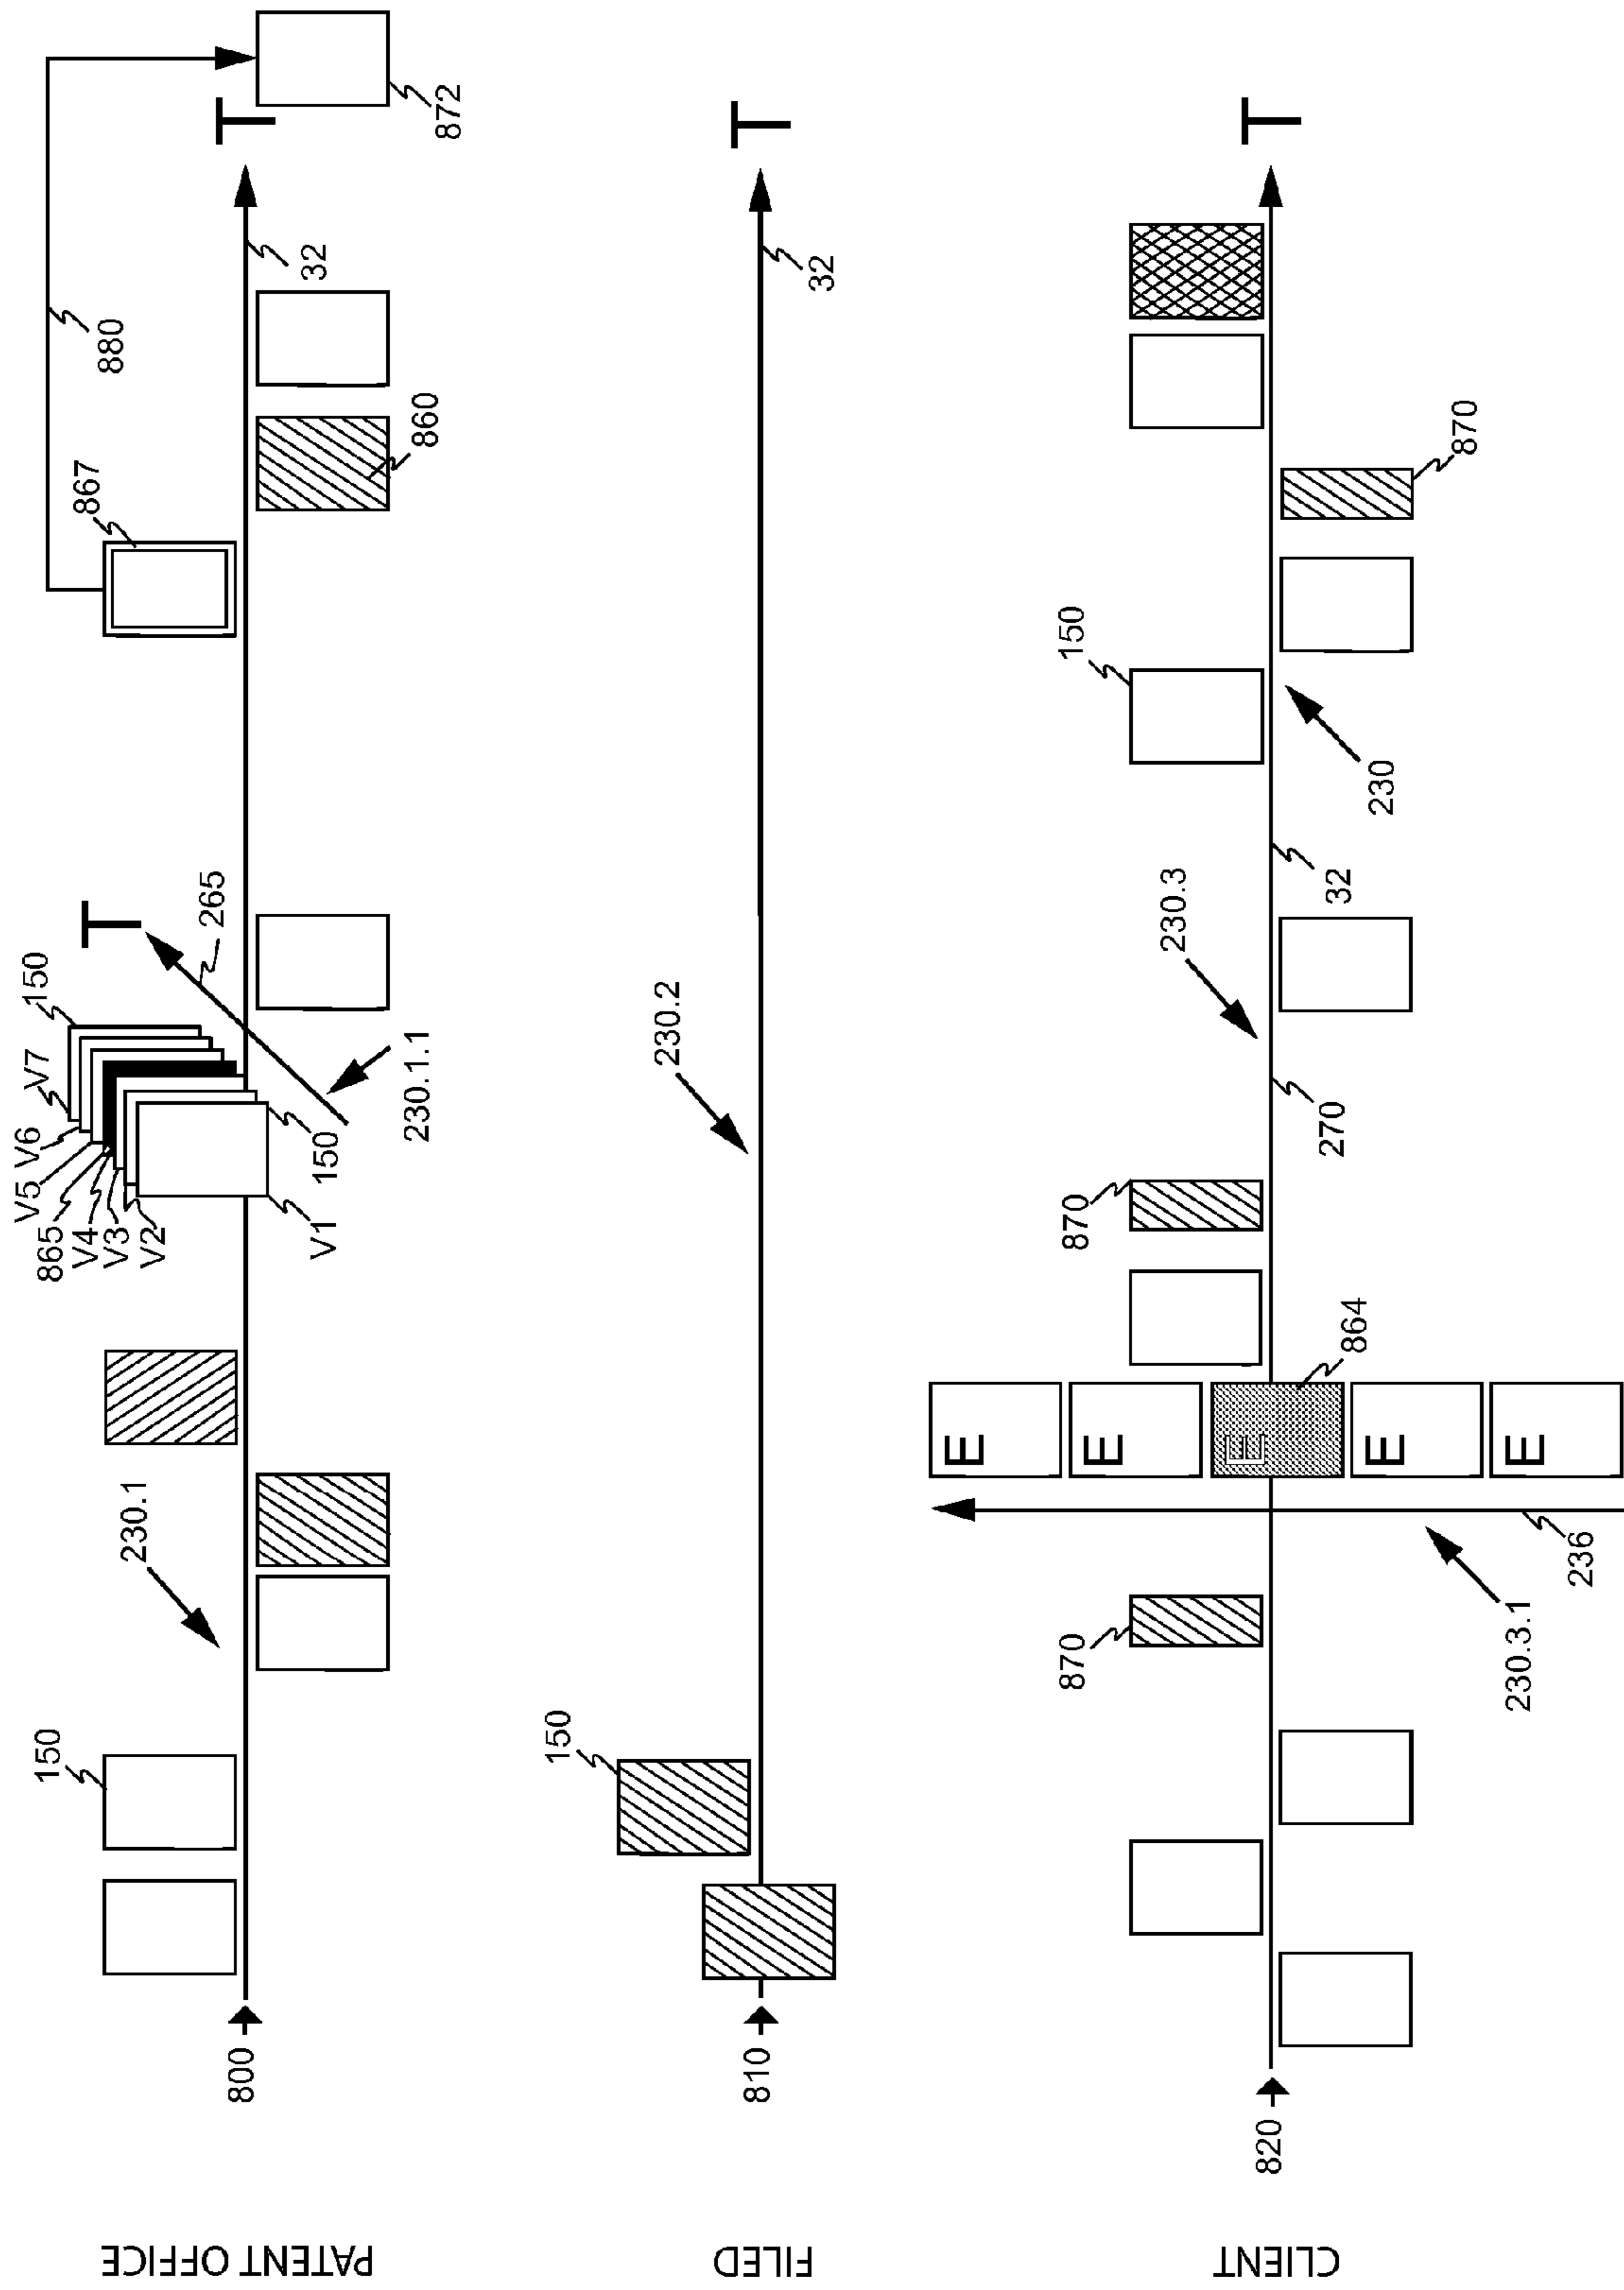 PATENT OFFICE
800
150
230.1
V1
V2
V3
V4
865
V5
V6
V7
150
150
230.1.1
265
T
867
860
880
32
T
872
FILED
810
150
230.2
32
T
CLIENT
820
870
236
230.3.1
E
E
E
E
E
864
870
270
230.3
32
230
150
870
T